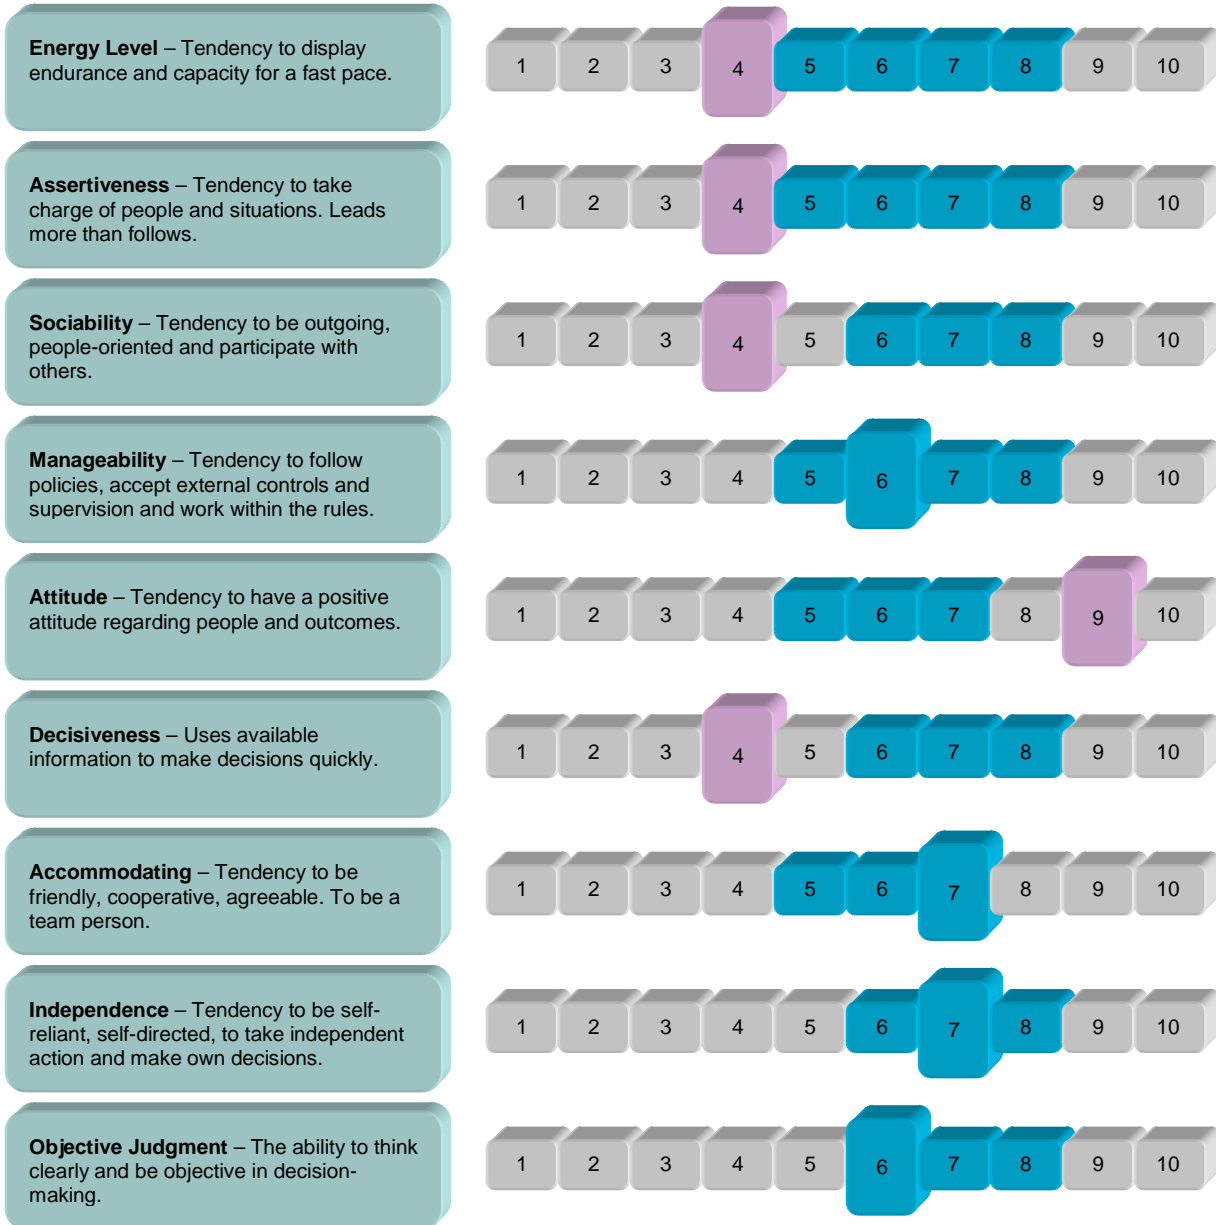 Energy Level – Tendency to display
endurance and capacity for a fast pace.
1 2 3 4 5 6 7 8 9 10
Assertiveness – Tendency to take
charge of people and situations. Leads
more than follows.
1 2 3 4 5 6 7 8 9 10
Sociability – Tendency to be outgoing,
people-oriented and participate with
others.
1 2 3 4 5 6 7 8 9 10
Manageability – Tendency to follow
policies, accept external controls and
supervision and work within the rules.
1 2 3 4 5 6 7 8 9 10
Attitude – Tendency to have a positive
attitude regarding people and outcomes.
1 2 3 4 5 6 7 8 9 10
Decisiveness – Uses available
information to make decisions quickly.
1 2 3 4 5 6 7 8 9 10
Accommodating – Tendency to be
friendly, cooperative, agreeable. To be a
team person.
1 2 3 4 5 6 7 8 9 10
Independence – Tendency to be self-
reliant, self-directed, to take independent
action and make own decisions.
1 2 3 4 5 6 7 8 9 10
Objective Judgment – The ability to think
clearly and be objective in decision-
making.
1 2 3 4 5 6 7 8 9 10